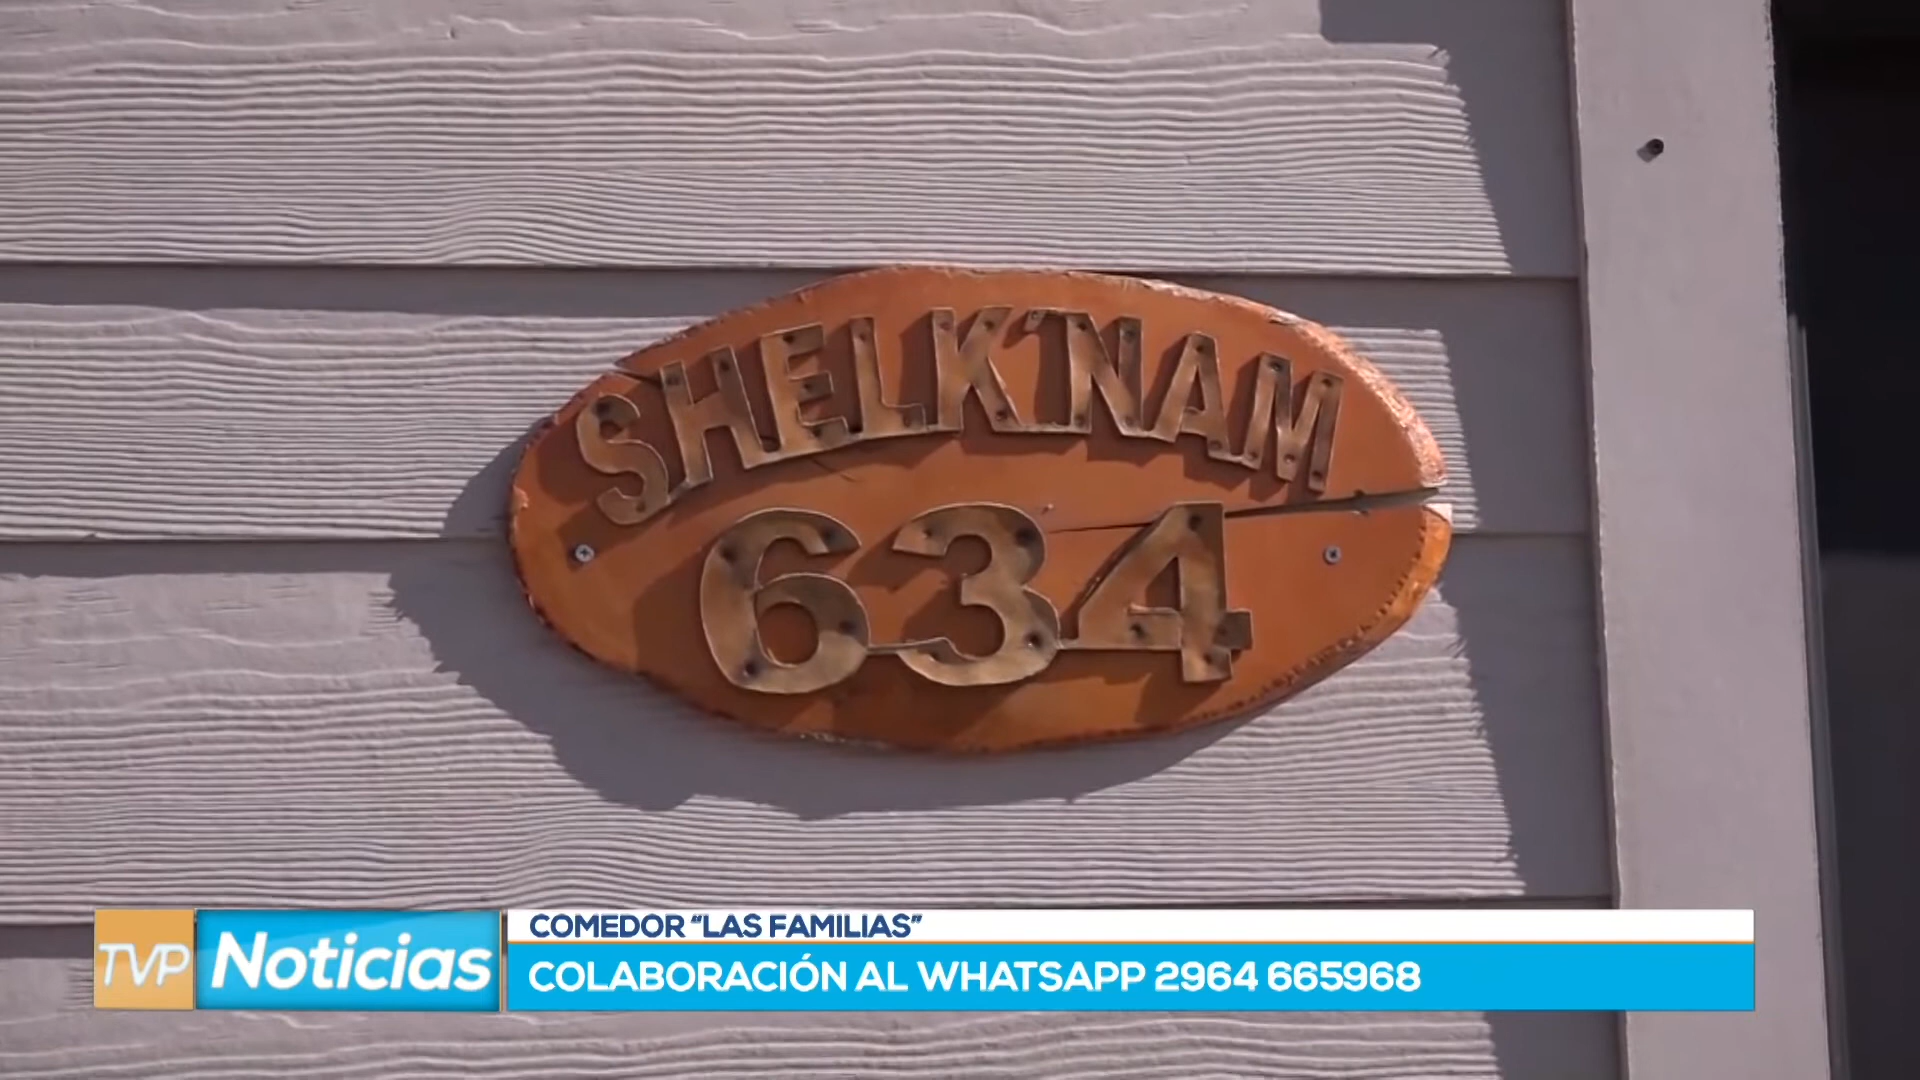 SHELK'NAM
634
TVP Noticias
COMEDOR “LAS FAMILIAS”
COLABORACIÓN AL WHATSAPP 2964 665968